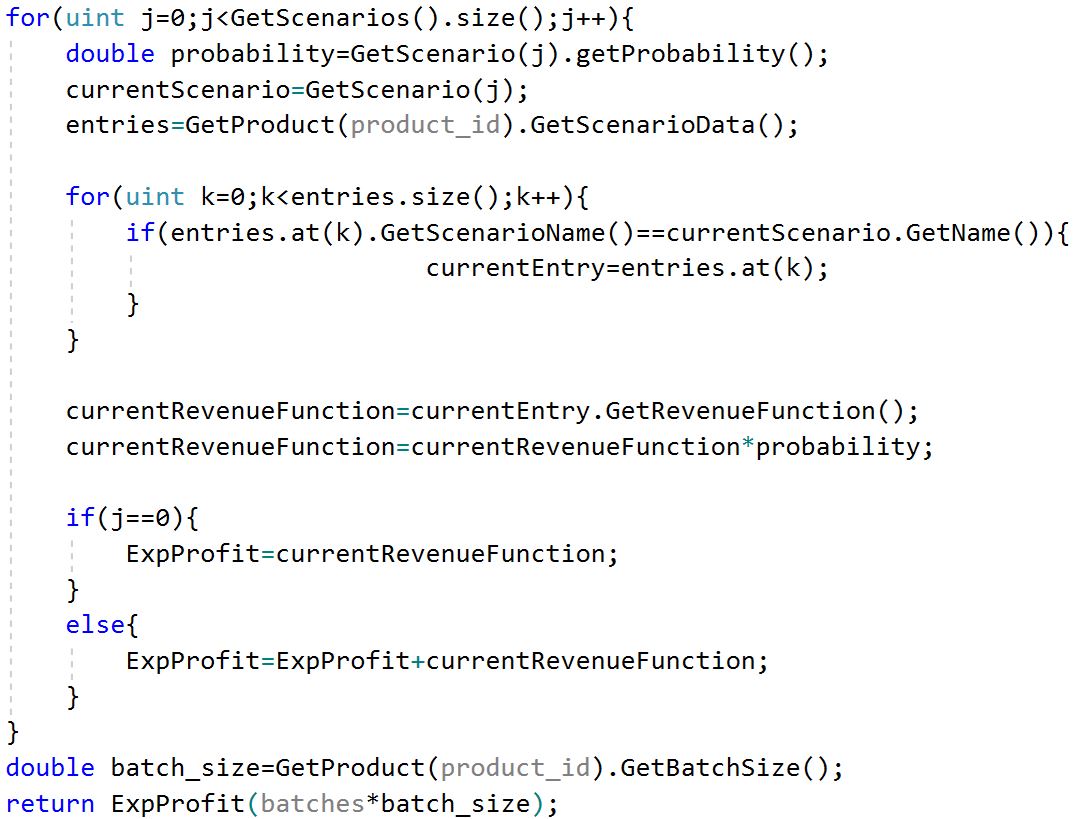 for(uint j=0;j<GetScenarios().size();j++){
    double probability=GetScenario(j).getProbability();
    currentScenario=GetScenario(j);
    entries=GetProduct(product_id).GetScenarioData();

    for(uint k=0;k<entries.size();k++){
        if(entries.at(k).GetScenarioName()==currentScenario.GetName()){
                            currentEntry=entries.at(k);
        }
    }

    currentRevenueFunction=currentEntry.GetRevenueFunction();
    currentRevenueFunction=currentRevenueFunction*probability;

    if(j==0){
        ExpProfit=currentRevenueFunction;
    }
    else{
        ExpProfit=ExpProfit+currentRevenueFunction;
    }
}
double batch_size=GetProduct(product_id).GetBatchSize();
return ExpProfit(batches*batch_size);